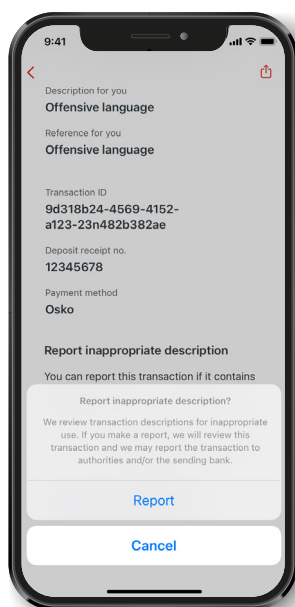 9:41
Description for you
Offensive language
Reference for you
Offensive language
Transaction ID
9d318b24-4569-4152-
a123-23n482b382ae
Deposit receipt no.
12345678
Payment method
Osko
Report inappropriate description
You can report this transaction if it contains
Report inappropriate description?
We review transaction descriptions for inappropriate
use. If you make a report, we will review this
transaction and we may report the transaction to
authorities and/or the sending bank.
Report
Cancel